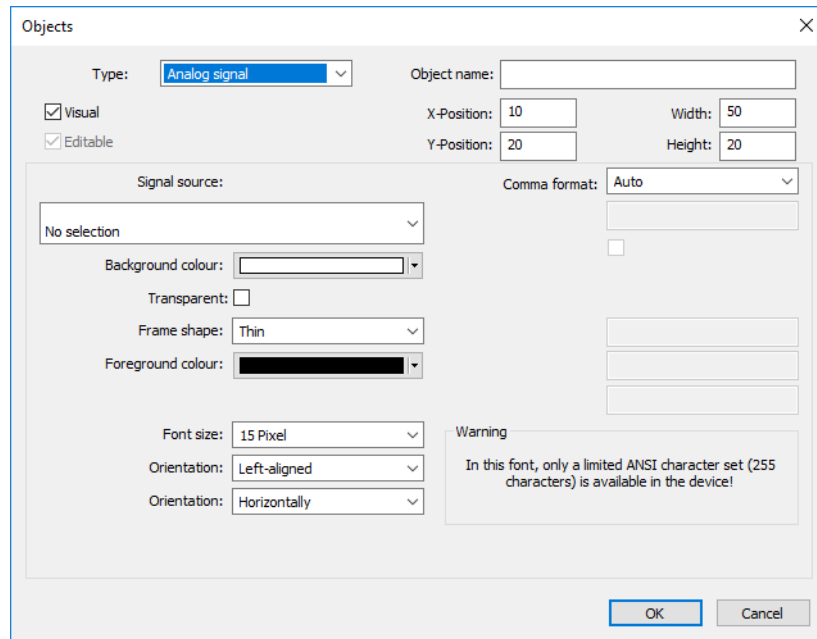 Objects
Type: Analog signal Object name:
Visual X-Position: 10 Width: 50
Editable Y-Position: 20 Height: 20
Signal source: Comma format: Auto
No selection
Background colour:
Transparent:
Frame shape: Thin
Foreground colour:
Font size: 15 Pixel Warning
Orientation: Left-aligned In this font, only a limited ANSI character set (255
characters) is available in the device!
Orientation: Horizontally
OK Cancel